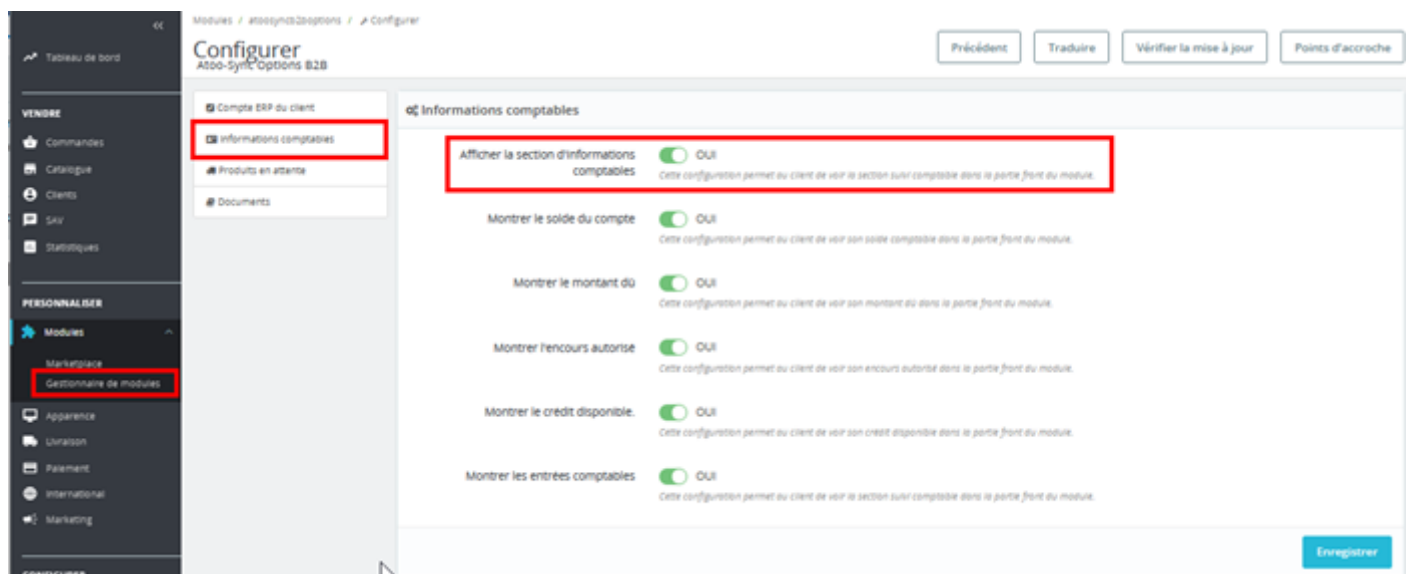 Modules / atoosyncb2boptions / Configurer
Configurer
Atoo-Sync Options B2B
Précédent
Traduire
Vérifier la mise à jour
Points d'accroche
Tableau de bord
VENDRE
Commandes
Catalogue
Clients
SAV
Statistiques
PERSONNALISER
Modules
Marketplace
Gestionnaire de modules
Apparence
Livraison
Paiement
International
Marketing
CONFIGURER
Compte ERP du client
Informations comptables
Produits en attente
Documents
Informations comptables
Afficher la section d'informations
comptables
OUI
Cette configuration permet au client de voir la section suivi comptable dans la partie front du module.
Montrer le solde du compte
OUI
Cette configuration permet au client de voir son solde comptable dans la partie front du module.
Montrer le montant dû
OUI
Cette configuration permet au client de voir son montant dû dans la partie front du module.
Montrer l'encours autorisé
OUI
Cette configuration permet au client de voir son encours autorisé dans la partie front du module.
Montrer le crédit disponible.
OUI
Cette configuration permet au client de voir son crédit disponible dans la partie front du module.
Montrer les entrées comptables
OUI
Cette configuration permet au client de voir la section suivi comptable dans la partie front du module.
Enregistrer